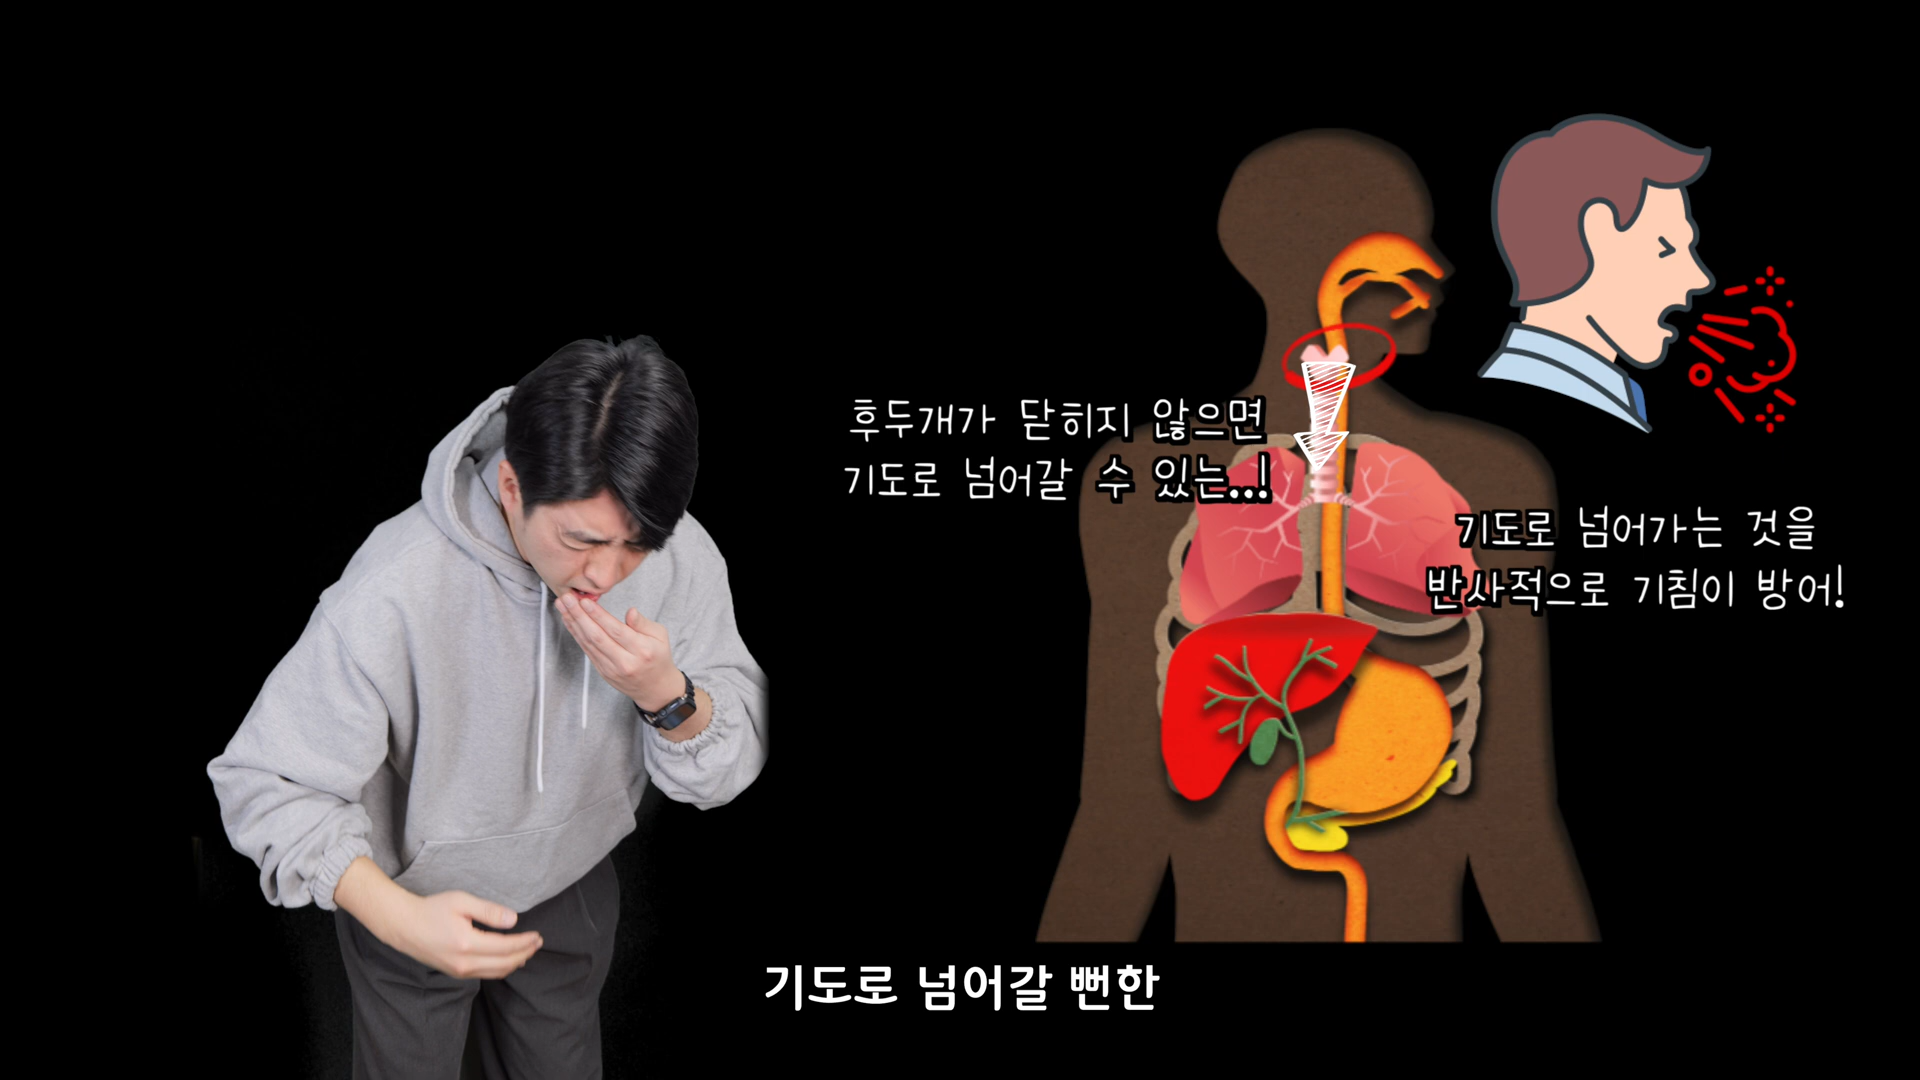 후두개가 닫히지 않으면
기도로 넘어갈 수 있는..!
기도로 넘어가는 것을
반사적으로 기침이 방어!
기도로 넘어갈 뻔한